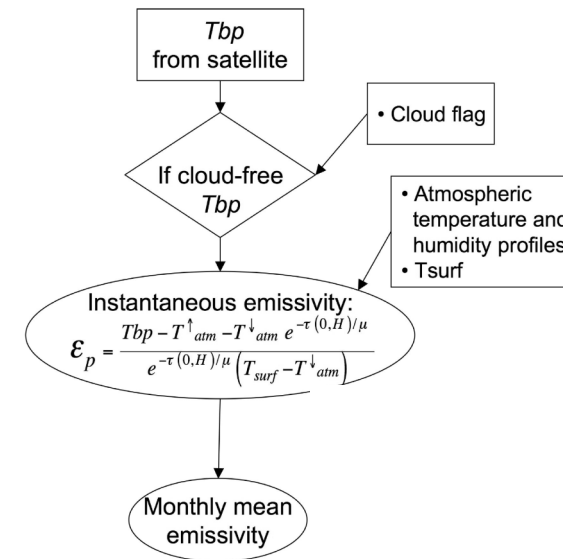 Tbp
from satellite
• Cloud flag
If cloud-free
Tbp
• Atmospheric
temperature and
humidity profiles
• Tsurf
Instantaneous emissivity:
εp = (Tbp − T↑atm − T↓atm e^−τ(0,H)/μ) / (e^−τ(0,H)/μ (Tsurf − T↓atm))
Monthly mean
emissivity